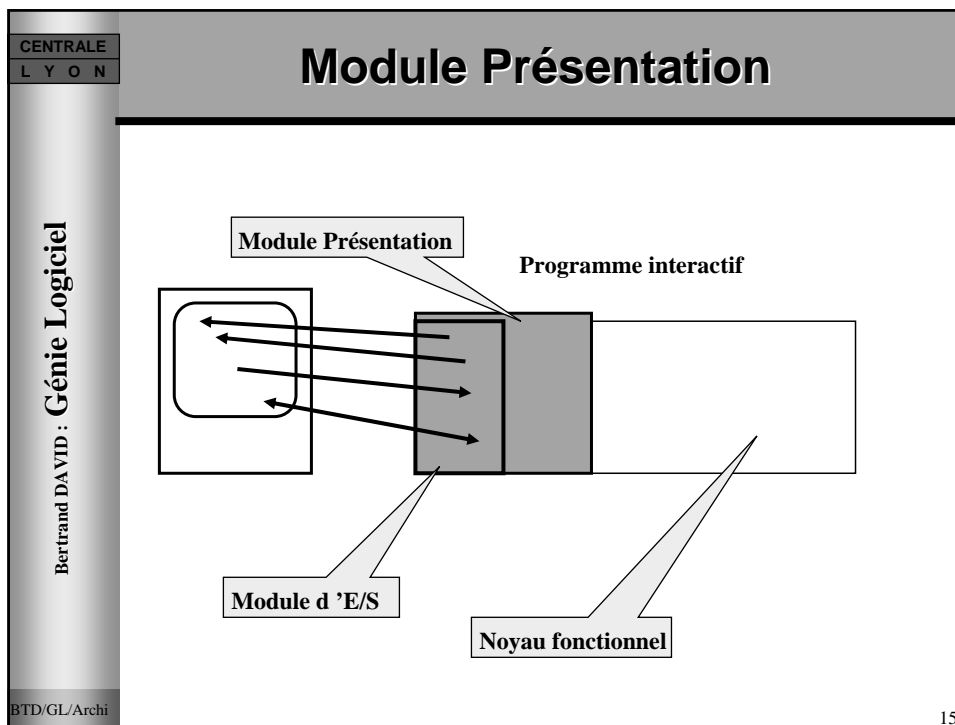 CENTRALE
L Y O N
Module Présentation
Bertrand DAVID : Génie Logiciel
Module Présentation
Programme interactif
Module d ’E/S
Noyau fonctionnel
BTD/GL/Archi
15